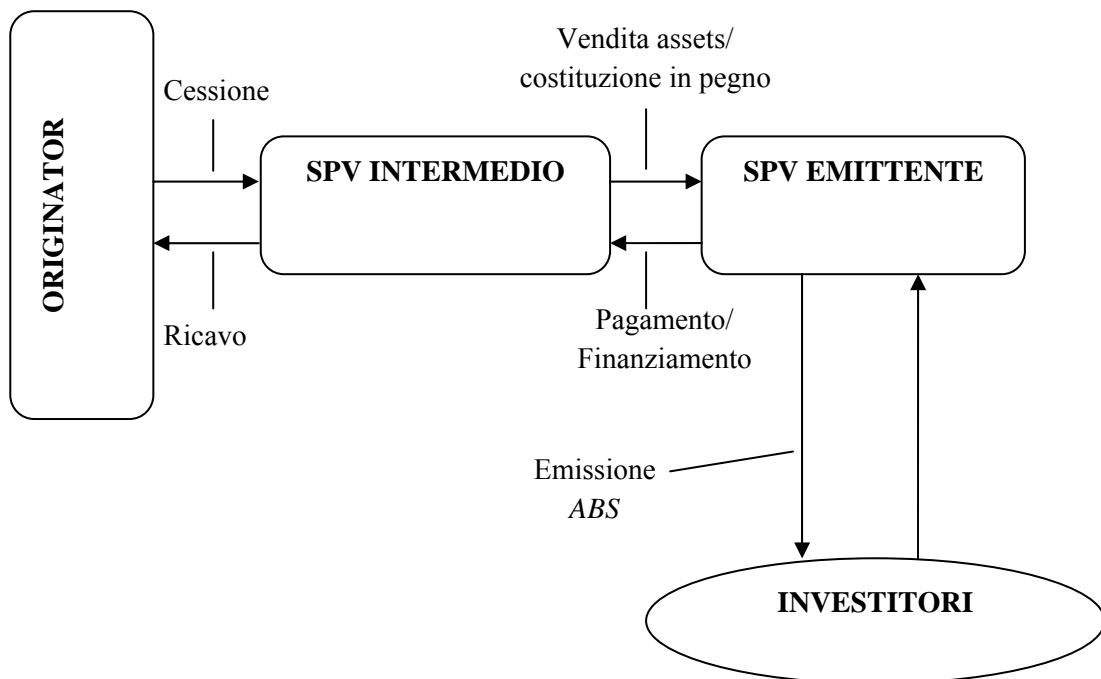 ORIGINATOR
Cessione
Ricavo
SPV INTERMEDIO
Vendita assets/
costituzione in pegno
Pagamento/
Finanziamento
SPV EMITTENTE
Emissione
ABS
INVESTITORI